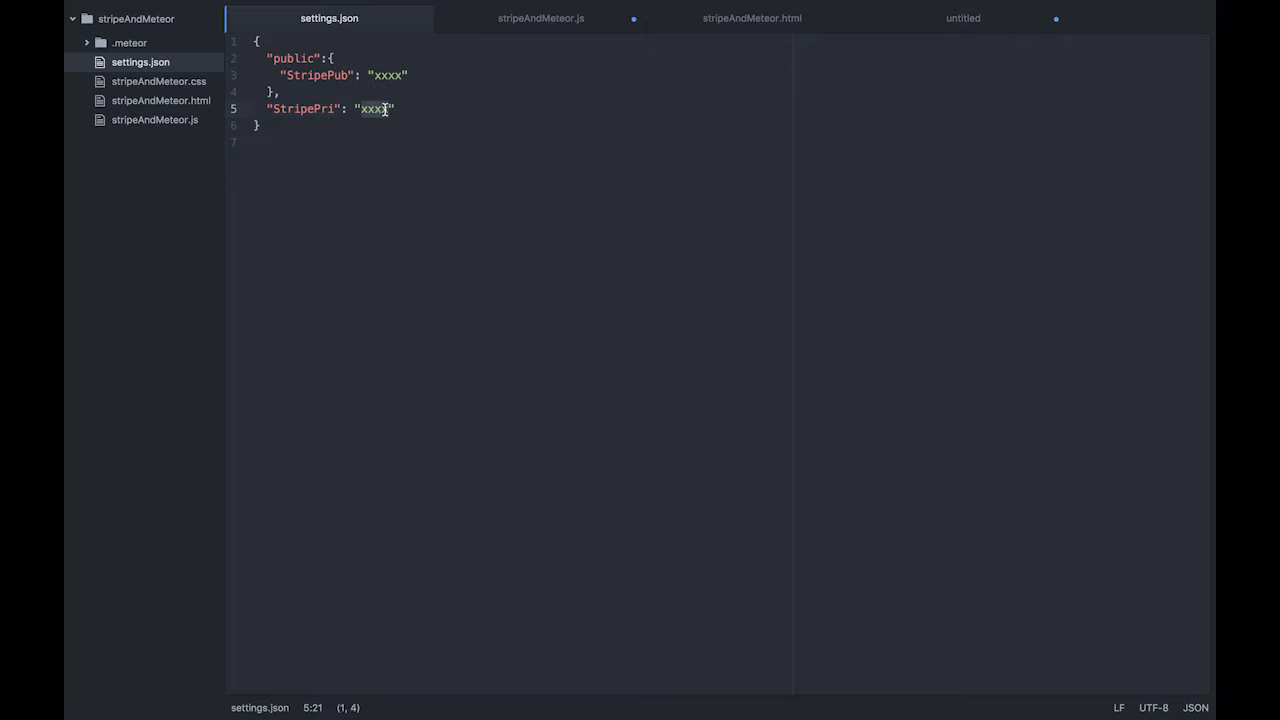 stripeAndMeteor
.meteor
settings.json
stripeAndMeteor.css
stripeAndMeteor.html
stripeAndMeteor.js
settings.json stripeAndMeteor.js stripeAndMeteor.html untitled
1 {
2 "public":{
3 "StripePub": "xxxx"
4 },
5 "StripePri": "xxxx"
6 }
7
settings.json 5:21 (1, 4) LF UTF-8 JSON